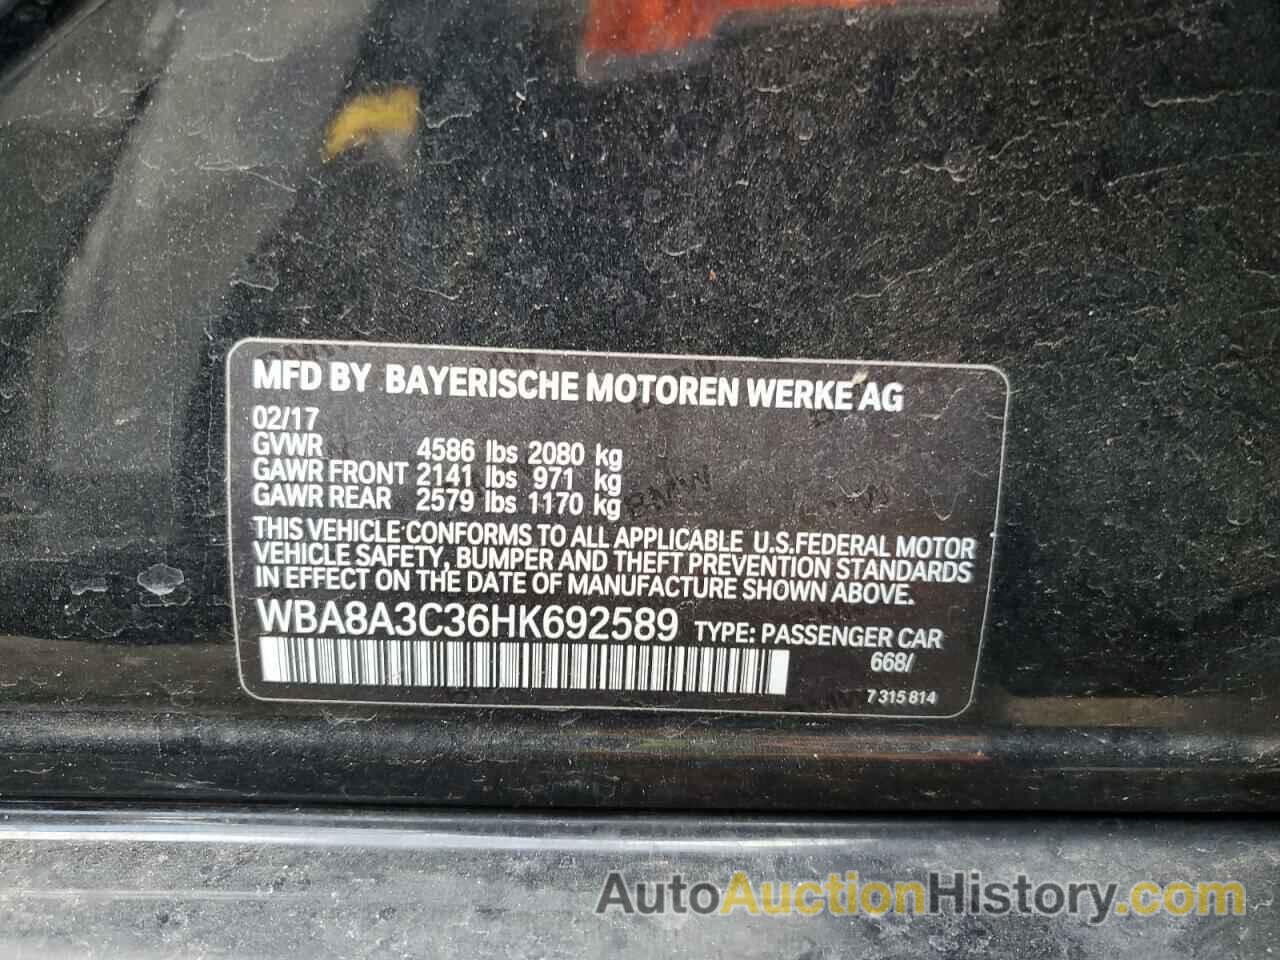 MFD BY BAYERISCHE MOTOREN WERKE AG
02/17
GVWR 4586 lbs 2080 kg
GAWR FRONT 2141 lbs 971 kg
GAWR REAR 2579 lbs 1170 kg
THIS VEHICLE CONFORMS TO ALL APPLICABLE U.S.FEDERAL MOTOR
VEHICLE SAFETY, BUMPER AND THEFT PREVENTION STANDARDS
IN EFFECT ON THE DATE OF MANUFACTURE SHOWN ABOVE.
WBA8A3C36HK692589 TYPE: PASSENGER CAR
668/
7 315 814
AutoAuctionHistory.com